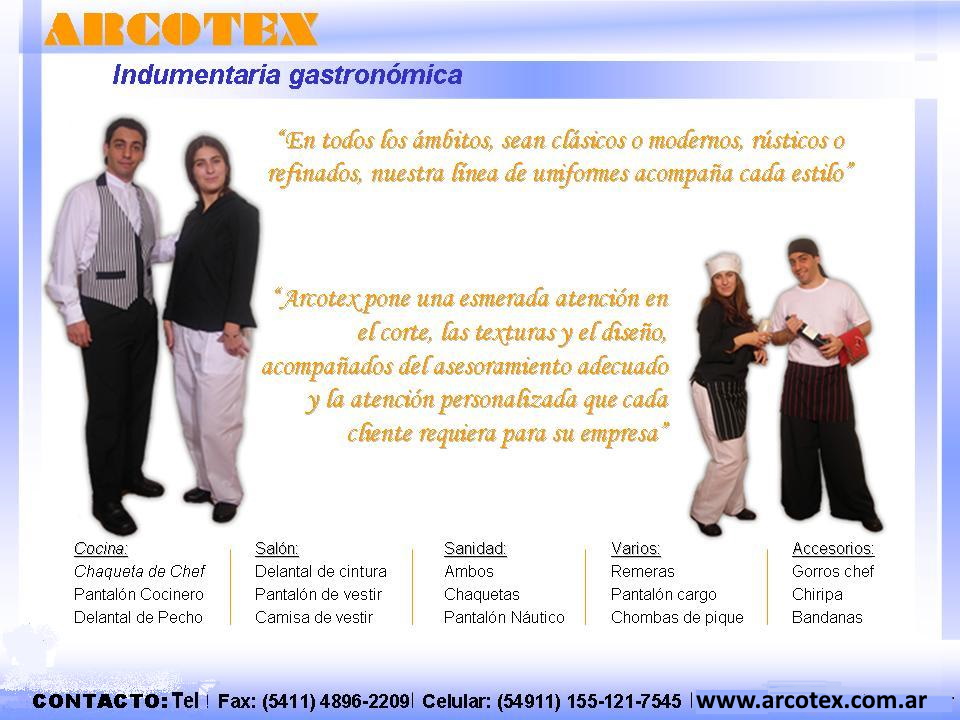 ARCOTEX
Indumentaria gastronómica
“En todos los ámbitos, sean clásicos o modernos, rústicos o
refinados, nuestra línea de uniformes acompaña cada estilo”
“Arcotex pone una esmerada atención en
el corte, las texturas y el diseño,
acompañados del asesoramiento adecuado
y la atención personalizada que cada
cliente requiera para su empresa”
Cocina:
Chaqueta de Chef
Pantalón Cocinero
Delantal de Pecho
Salón:
Delantal de cintura
Pantalón de vestir
Camisa de vestir
Sanidad:
Ambos
Chaquetas
Pantalón Náutico
Varios:
Remeras
Pantalón cargo
Chombas de pique
Accesorios:
Gorros chef
Chiripa
Bandanas
CONTACTO: Tel | Fax: (5411) 4896-2209| Celular: (54911) 155-121-7545 |www.arcotex.com.ar